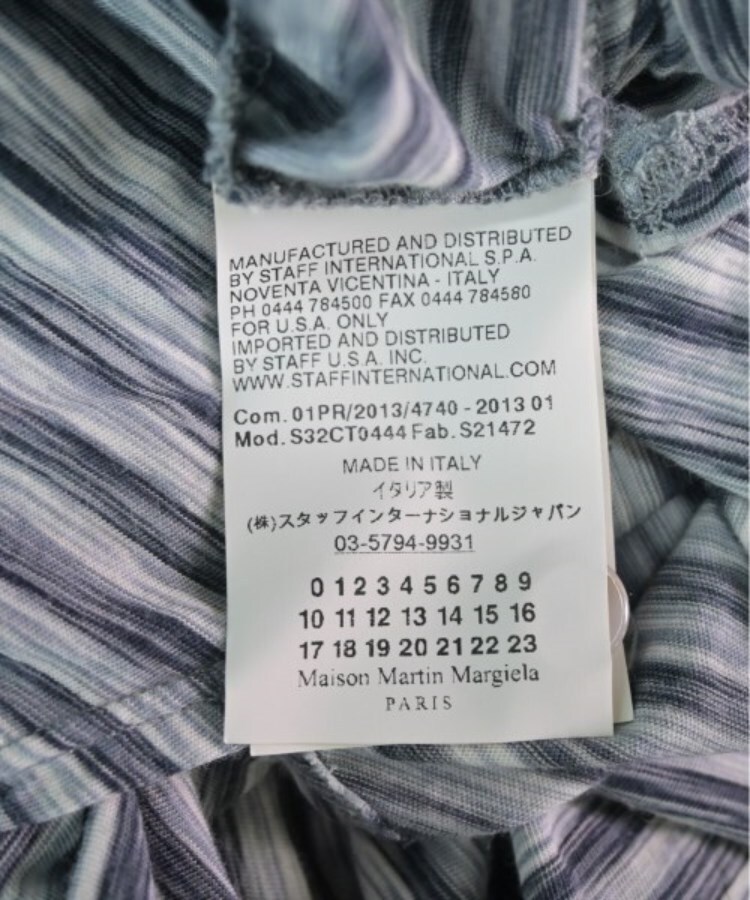 MANUFACTURED AND DISTRIBUTED
BY STAFF INTERNATIONAL S.P.A.
NOVENTA VICENTINA - ITALY
PH 0444 784500 FAX 0444 784580
FOR U.S.A. ONLY
IMPORTED AND DISTRIBUTED
BY STAFF U.S.A. INC.
WWW.STAFFINTERNATIONAL.COM
Com. 01PR/2013/4740 - 2013 01
Mod. S32CT0444 Fab. S21472
MADE IN ITALY
イタリア製
(株)スタッフインターナショナルジャパン
03-5794-9931
0 1 2 3 4 5 6 7 8 9
10 11 12 13 14 15 16
17 18 19 20 21 22 23
Maison Martin Margiela
PARIS